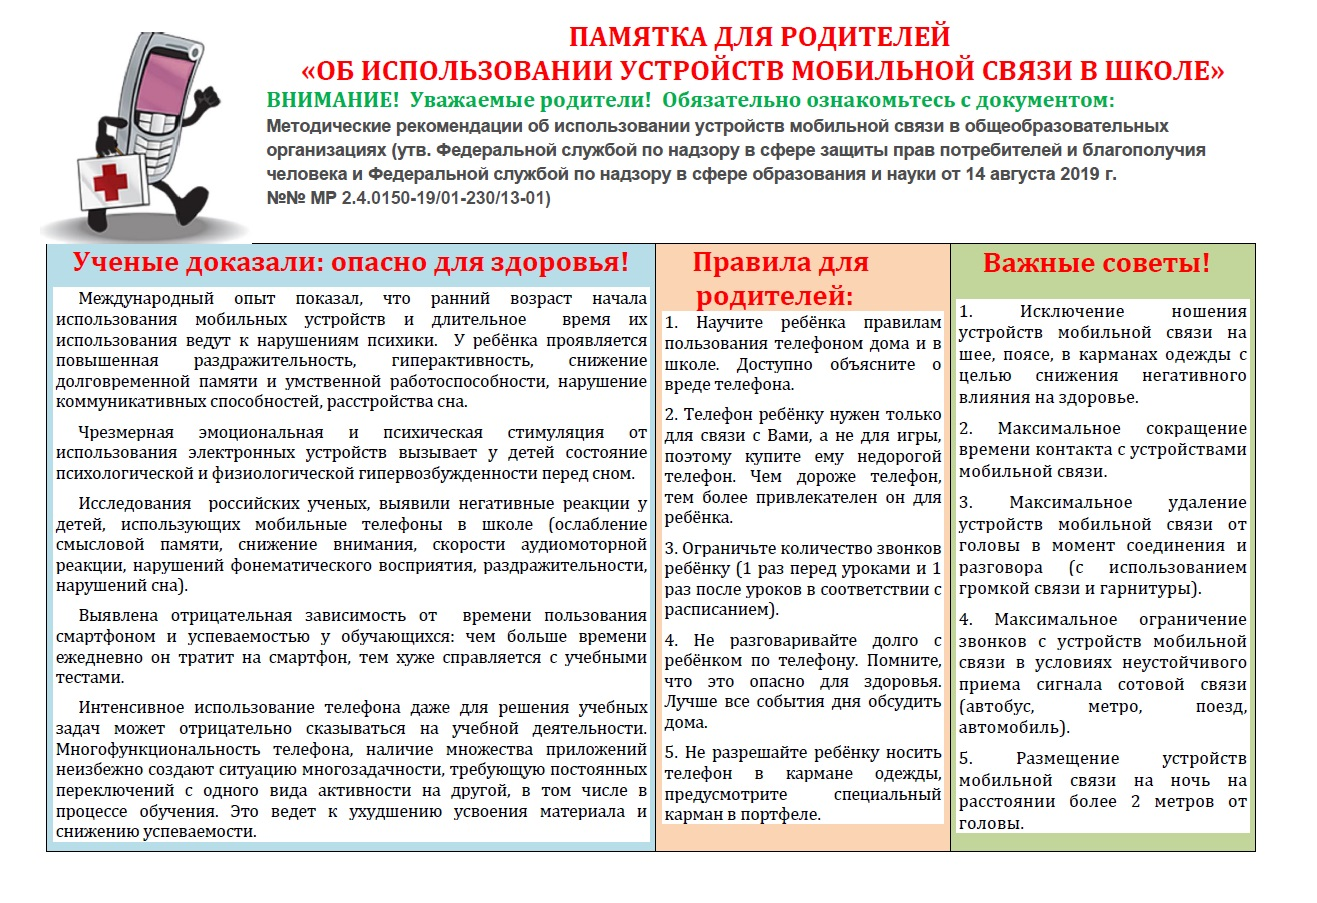 ПАМЯТКА ДЛЯ РОДИТЕЛЕЙ
«ОБ ИСПОЛЬЗОВАНИИ УСТРОЙСТВ МОБИЛЬНОЙ СВЯЗИ В ШКОЛЕ»
ВНИМАНИЕ! Уважаемые родители! Обязательно ознакомьтесь с документом:
Методические рекомендации об использовании устройств мобильной связи в общеобразовательных
организациях (утв. Федеральной службой по надзору в сфере защиты прав потребителей и благополучия
человека и Федеральной службой по надзору в сфере образования и науки от 14 августа 2019 г.
№№ МР 2.4.0150-19/01-230/13-01)
Ученые доказали: опасно для здоровья!
Международный опыт показал, что ранний возраст начала
использования мобильных устройств и длительное время их
использования ведут к нарушениям психики. У ребёнка проявляется
повышенная раздражительность, гиперактивность, снижение
долговременной памяти и умственной работоспособности, нарушение
коммуникативных способностей, расстройства сна.
Чрезмерная эмоциональная и психическая стимуляция от
использования электронных устройств вызывает у детей состояние
психологической и физиологической гипервозбужденности перед сном.
Исследования российских ученых, выявили негативные реакции у
детей, использующих мобильные телефоны в школе (ослабление
смысловой памяти, снижение внимания, скорости аудиомоторной
реакции, нарушений фонематического восприятия, раздражительности,
нарушений сна).
Выявлена отрицательная зависимость от времени пользования
смартфоном и успеваемостью у обучающихся: чем больше времени
ежедневно он тратит на смартфон, тем хуже справляется с учебными
тестами.
Интенсивное использование телефона даже для решения учебных
задач может отрицательно сказываться на учебной деятельности.
Многофункциональность телефона, наличие множества приложений
неизбежно создают ситуацию многозадачности, требующую постоянных
переключений с одного вида активности на другой, в том числе в
процессе обучения. Это ведет к ухудшению усвоения материала и
снижению успеваемости.
Правила для
родителей:
1. Научите ребёнка правилам
пользования телефоном дома и в
школе. Доступно объясните о
вреде телефона.
2. Телефон ребёнку нужен только
для связи с Вами, а не для игры,
поэтому купите ему недорогой
телефон. Чем дороже телефон,
тем более привлекателен он для
ребёнка.
3. Ограничьте количество звонков
ребёнку (1 раз перед уроками и 1
раз после уроков в соответствии с
расписанием).
4. Не разговаривайте долго с
ребёнком по телефону. Помните,
что это опасно для здоровья.
Лучше все события дня обсудить
дома.
5. Не разрешайте ребёнку носить
телефон в кармане одежды,
предусмотрите специальный
карман в портфеле.
Важные советы!
1. Исключение ношения
устройств мобильной связи на
шее, поясе, в карманах одежды с
целью снижения негативного
влияния на здоровье.
2. Максимальное сокращение
времени контакта с устройствами
мобильной связи.
3. Максимальное удаление
устройств мобильной связи от
головы в момент соединения и
разговора (с использованием
громкой связи и гарнитуры).
4. Максимальное ограничение
звонков с устройств мобильной
связи в условиях неустойчивого
приема сигнала сотовой связи
(автобус, метро, поезд,
автомобиль).
5. Размещение устройств
мобильной связи на ночь на
расстоянии более 2 метров от
головы.